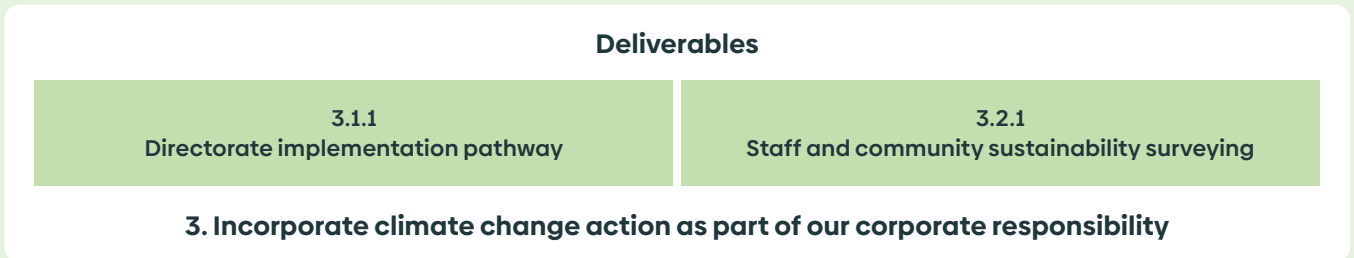 Deliverables
3.1.1
Directorate implementation pathway
3.2.1
Staff and community sustainability surveying
3. Incorporate climate change action as part of our corporate responsibility